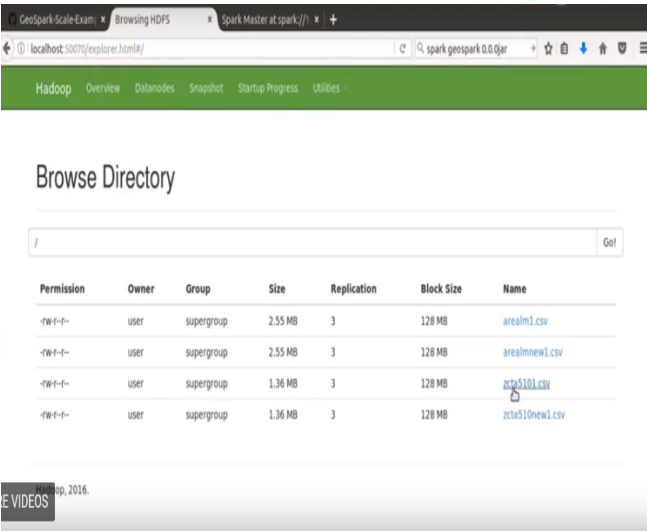 GeoSpark-Scale-Exam × Browsing HDFS × Spark Master at spark://1 × +
localhost:50070/explorer.html#/ spark geospark 0.0.0jar
Hadoop Overview Datanodes Snapshot Startup Progress Utilities
Browse Directory
/ Go!
Permission Owner Group Size Replication Block Size Name
-rw-r--r-- user supergroup 2.55 MB 3 128 MB arealm1.csv
-rw-r--r-- user supergroup 2.55 MB 3 128 MB arealmnew1.csv
-rw-r--r-- user supergroup 1.36 MB 3 128 MB zcta5101.csv
-rw-r--r-- user supergroup 1.36 MB 3 128 MB zcta510new1.csv
oop, 2016.
E VIDEOS